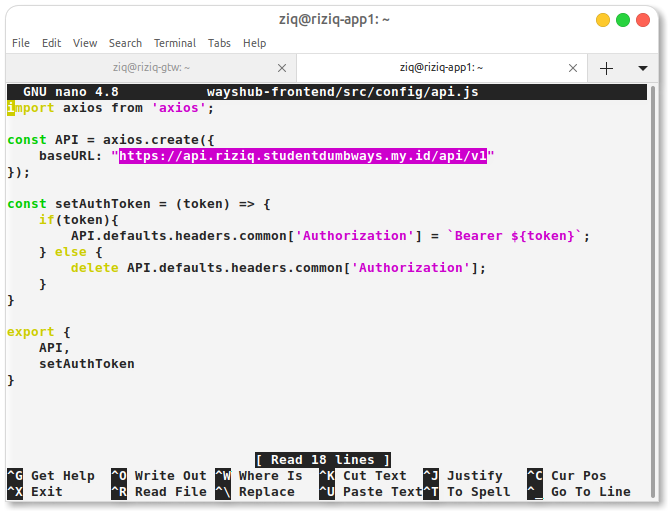 ziq@riziq-app1: ~
File Edit View Search Terminal Tabs Help
ziq@riziq-gtw: ~ × ziq@riziq-app1: ~ ×
GNU nano 4.8 wayshub-frontend/src/config/api.js
import axios from 'axios';
const API = axios.create({
    baseURL: "https://api.riziq.studentdumbways.my.id/api/v1"
});
const setAuthToken = (token) => {
    if(token){
        API.defaults.headers.common['Authorization'] = `Bearer ${token}`;
    } else {
        delete API.defaults.headers.common['Authorization'];
    }
}
export {
    API,
    setAuthToken
}
[ Read 18 lines ]
^G Get Help ^O Write Out ^W Where Is ^K Cut Text ^J Justify ^C Cur Pos
^X Exit ^R Read File ^\ Replace ^U Paste Text ^T To Spell ^_ Go To Line